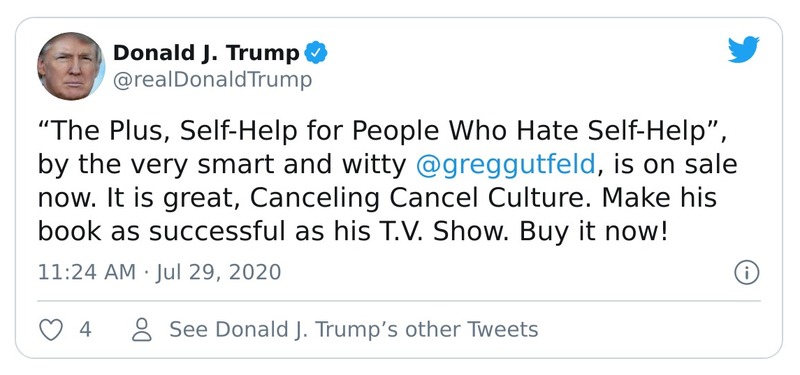 Donald J. Trump
@realDonaldTrump
“The Plus, Self-Help for People Who Hate Self-Help”,
by the very smart and witty @greggutfeld, is on sale
now. It is great, Canceling Cancel Culture. Make his
book as successful as his T.V. Show. Buy it now!
11:24 AM · Jul 29, 2020
4 See Donald J. Trump’s other Tweets